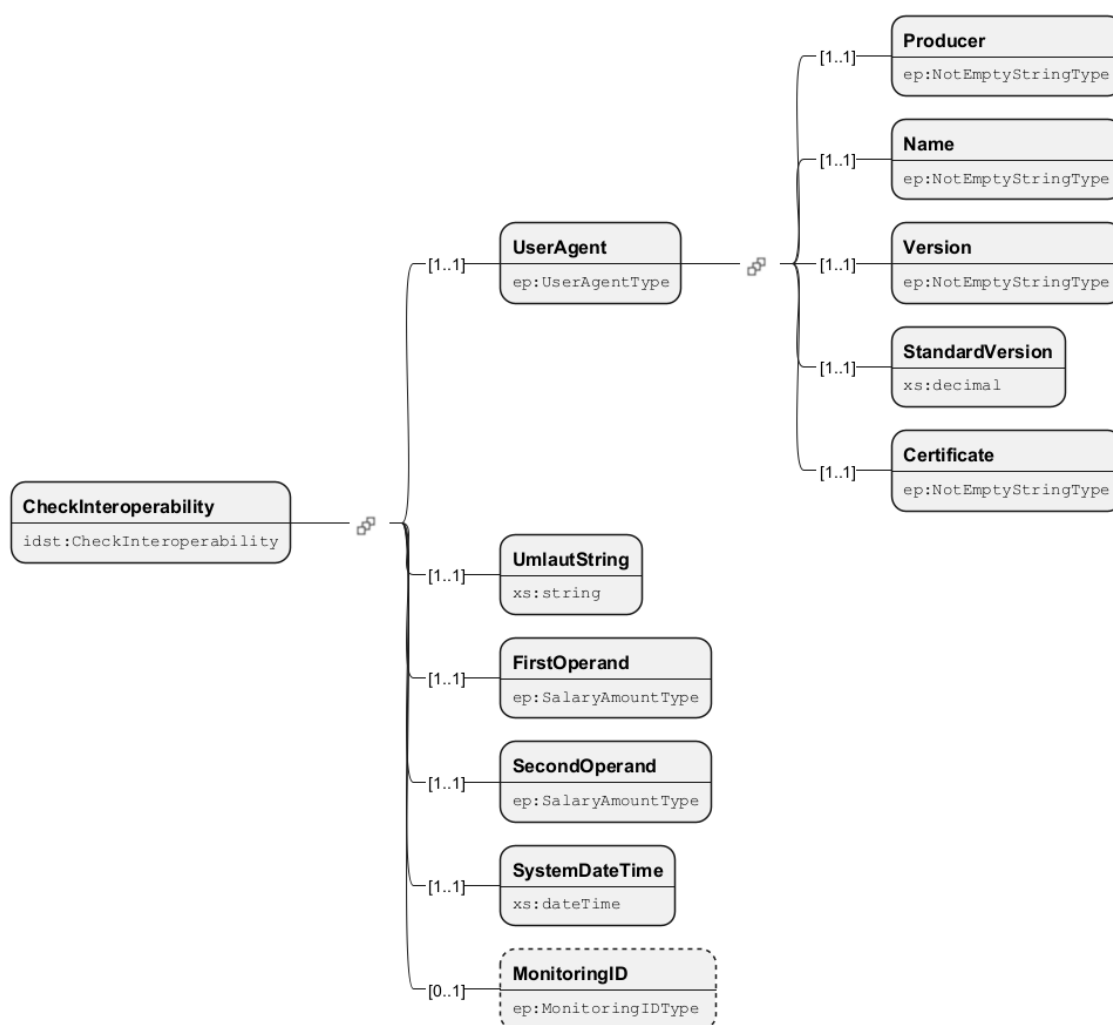 Producer
[1..1]
ep:NotEmptyStringType
Name
[1..1]
ep:NotEmptyStringType
UserAgent
Version
[1..1]
[1..1]
ep:UserAgentType
ep:NotEmptyStringType
StandardVersion
[1..1]
xs:decimal
Certificate
[1..1]
ep:NotEmptyStringType
CheckInteroperability
idst:CheckInteroperability
UmlautString
[1..1]
xs:string
FirstOperand
[1..1]
ep:SalaryAmountType
SecondOperand
[1..1]
ep:SalaryAmountType
SystemDateTime
[1..1]
xs:dateTime
MonitoringID
[0..1]
ep:MonitoringIDType